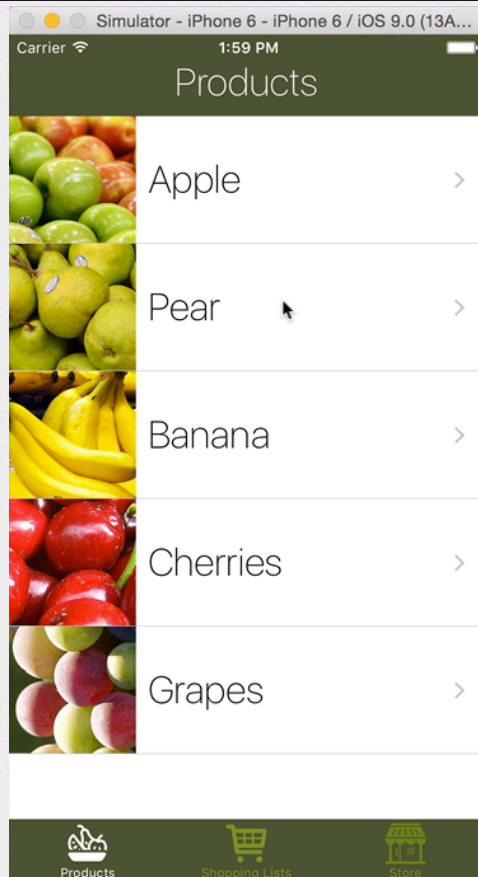 Simulator - iPhone 6 - iPhone 6 / iOS 9.0 (13A...
Carrier 1:59 PM
Products
Apple
Pear
Banana
Cherries
Grapes
Products Shopping Lists Store